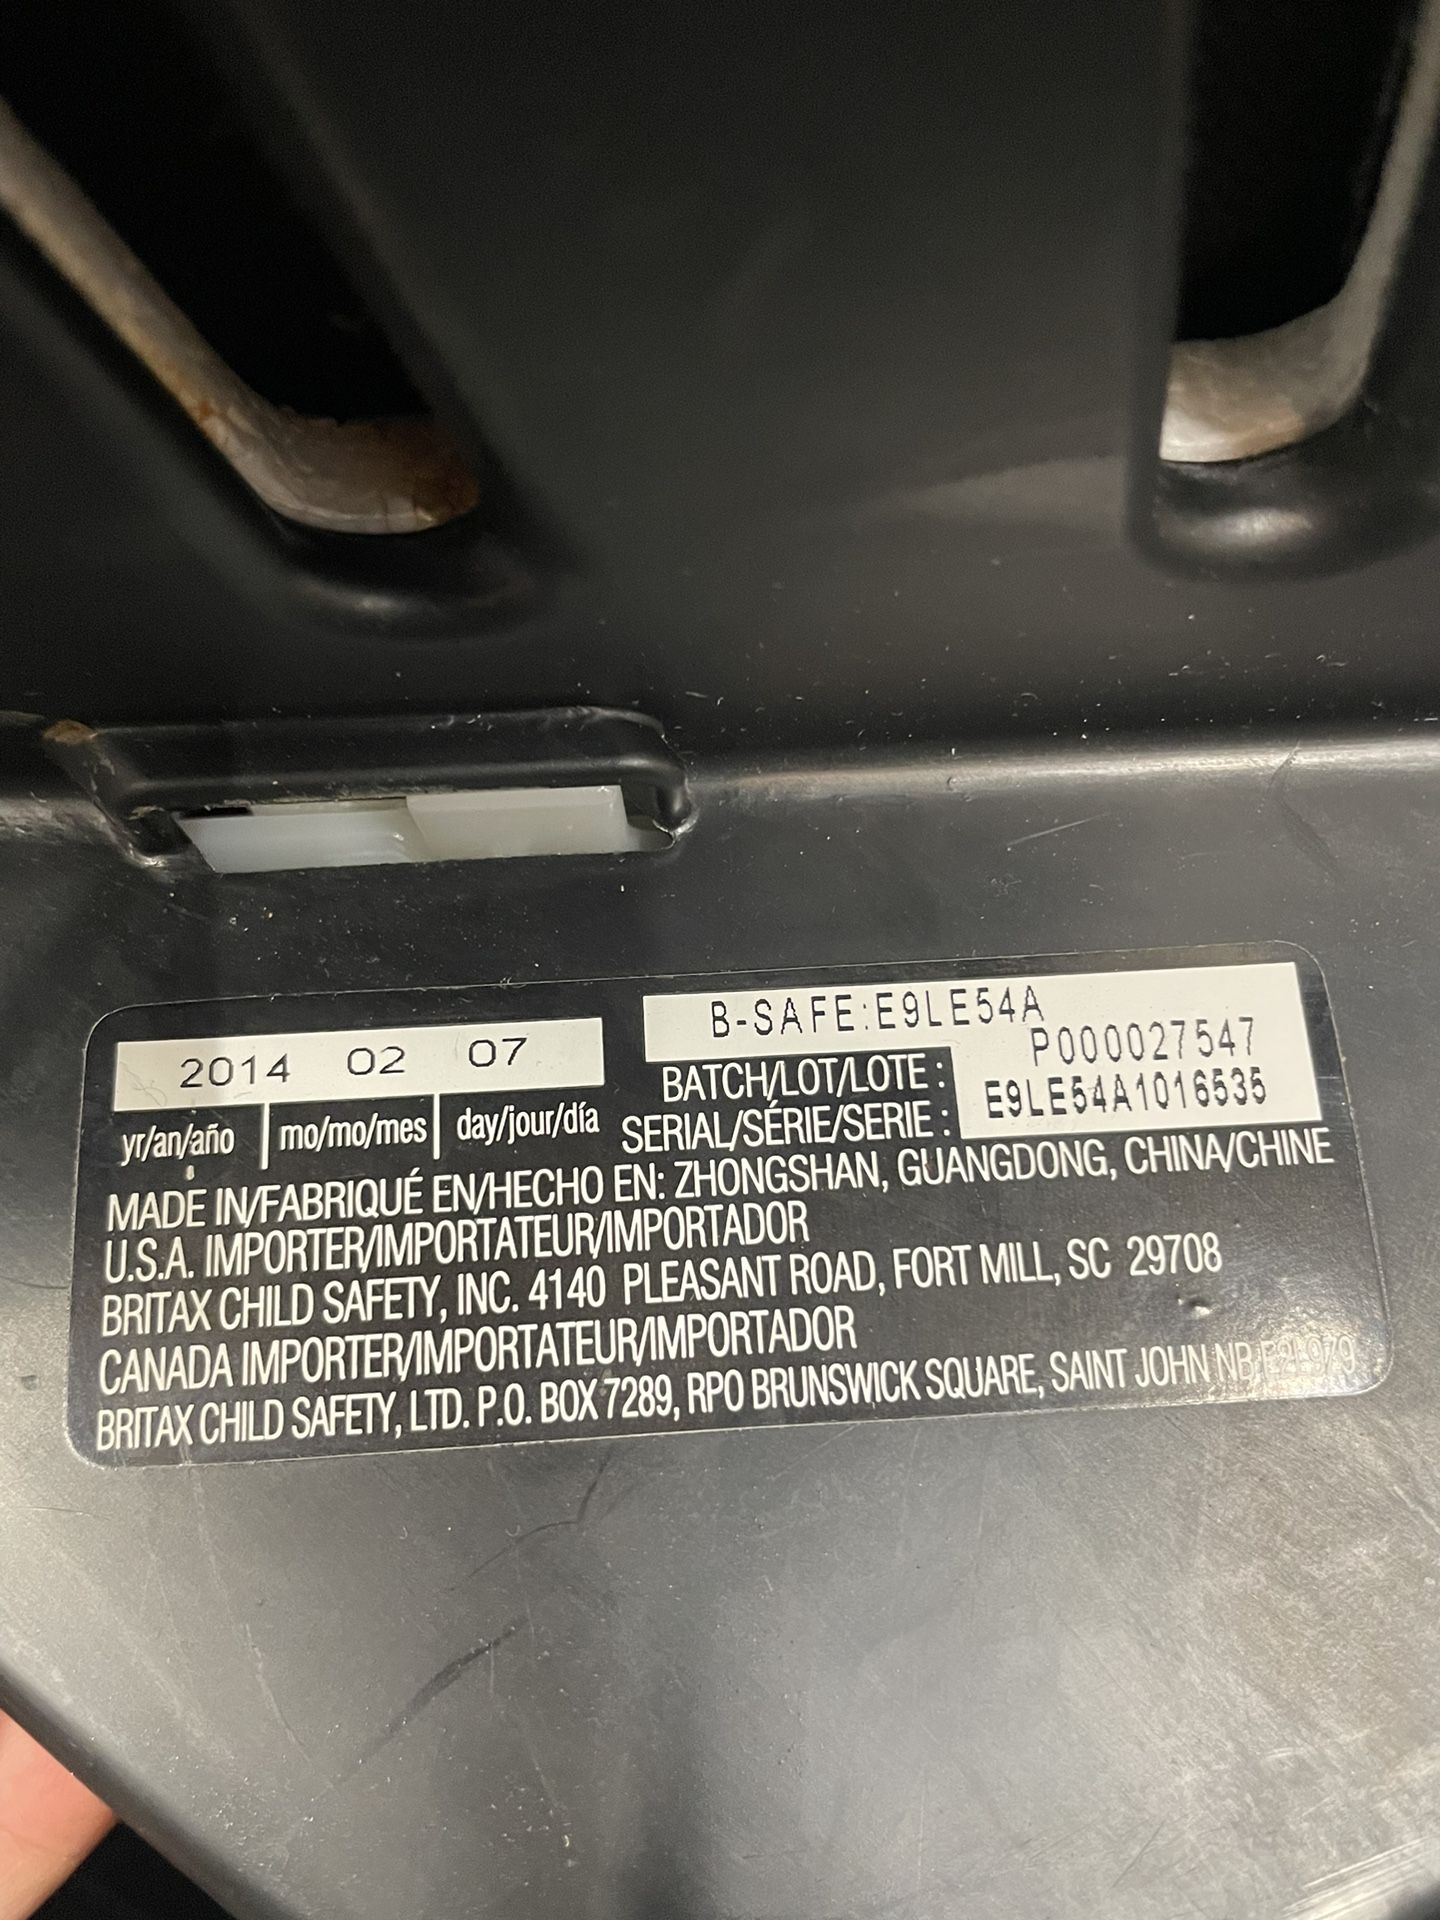 2014 02 07
yr/an/año mo/mo/mes day/jour/día
B-SAFE:E9LE54A
BATCH/LOT/LOTE: P000027547
SERIAL/SÉRIE/SERIE: E9LE54A1016535
MADE IN/FABRIQUÉ EN/HECHO EN: ZHONGSHAN, GUANGDONG, CHINA/CHINE
U.S.A. IMPORTER/IMPORTATEUR/IMPORTADOR
BRITAX CHILD SAFETY, INC. 4140 PLEASANT ROAD, FORT MILL, SC 29708
CANADA IMPORTER/IMPORTATEUR/IMPORTADOR
BRITAX CHILD SAFETY, LTD. P.O. BOX 7289, RPO BRUNSWICK SQUARE, SAINT JOHN NB